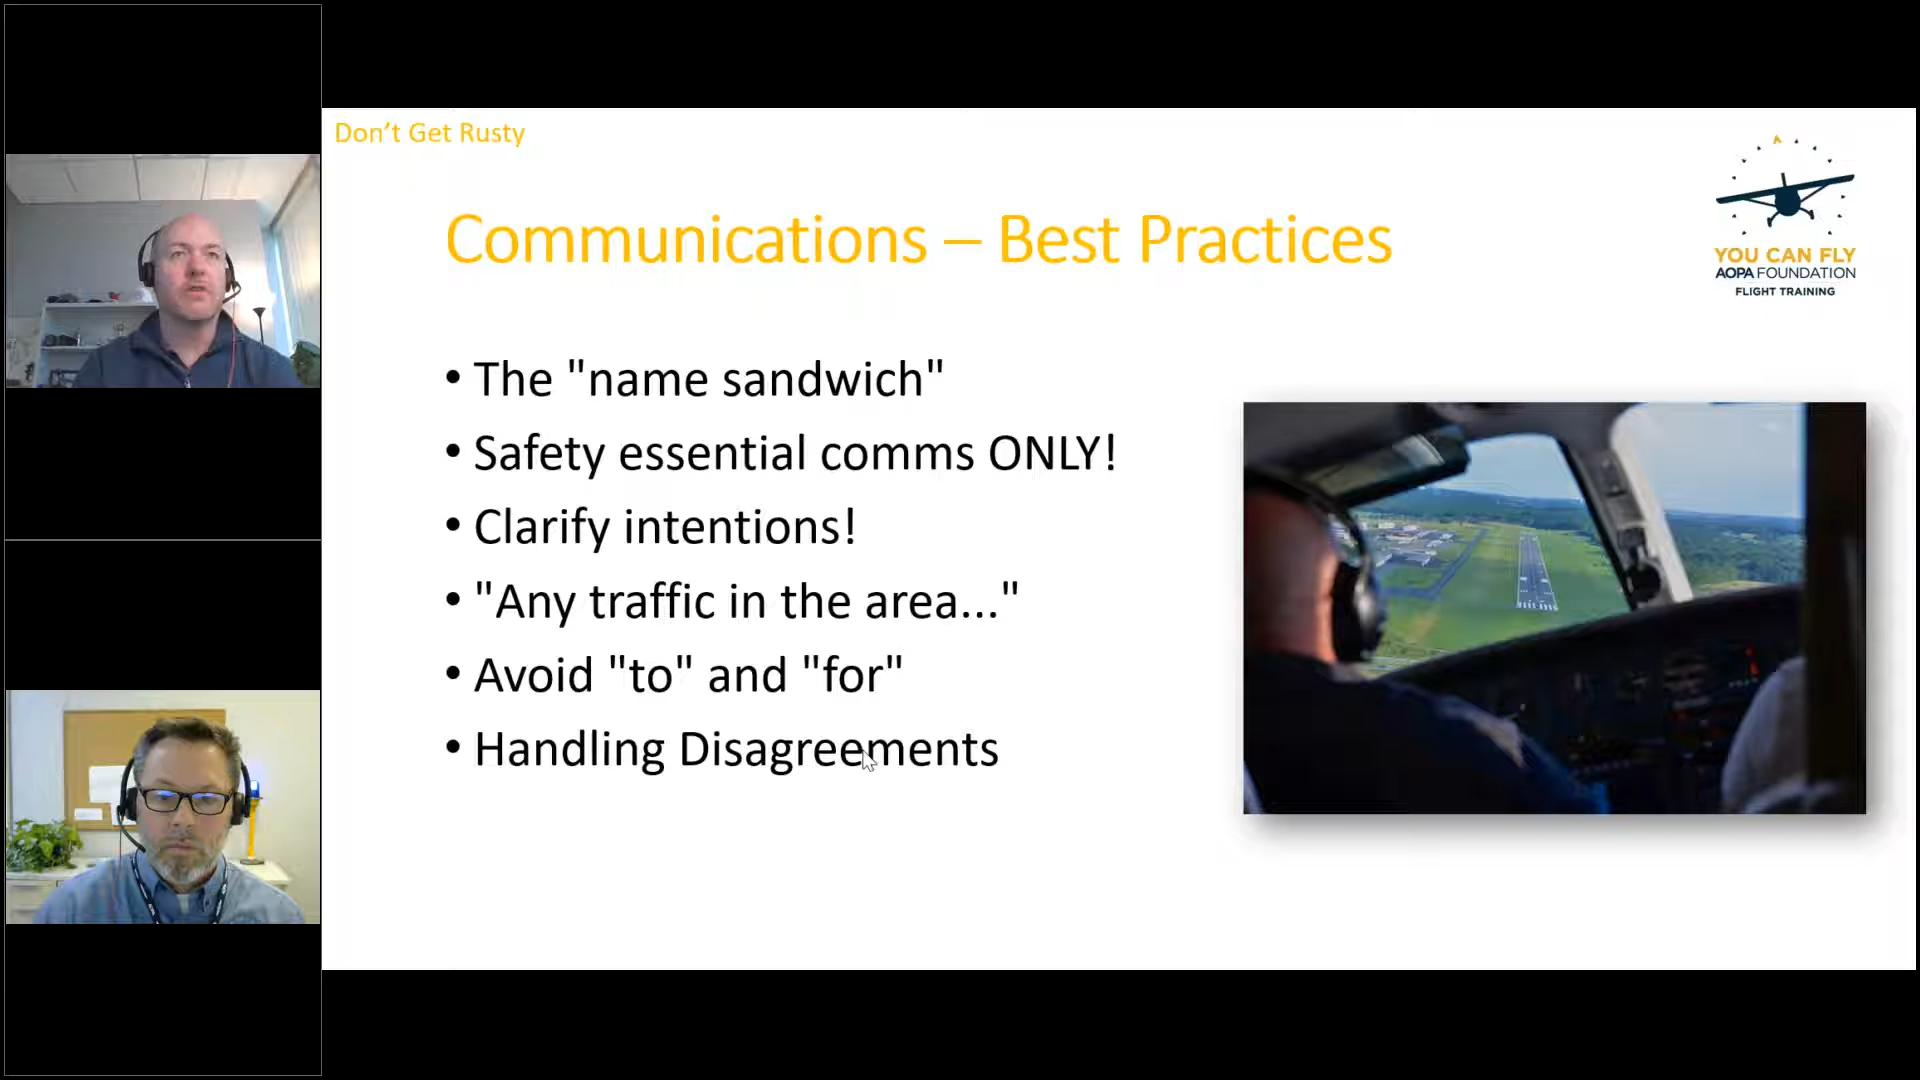 Don't Get Rusty
Communications – Best Practices
YOU CAN FLY
AOPA FOUNDATION
FLIGHT TRAINING
• The "name sandwich"
• Safety essential comms ONLY!
• Clarify intentions!
• "Any traffic in the area..."
• Avoid "to" and "for"
• Handling Disagreements